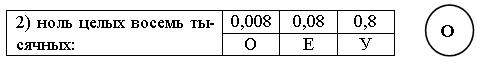 2) ноль целых восемь ты-
сячных:
0,008 0,08 0,8
О Е У
О